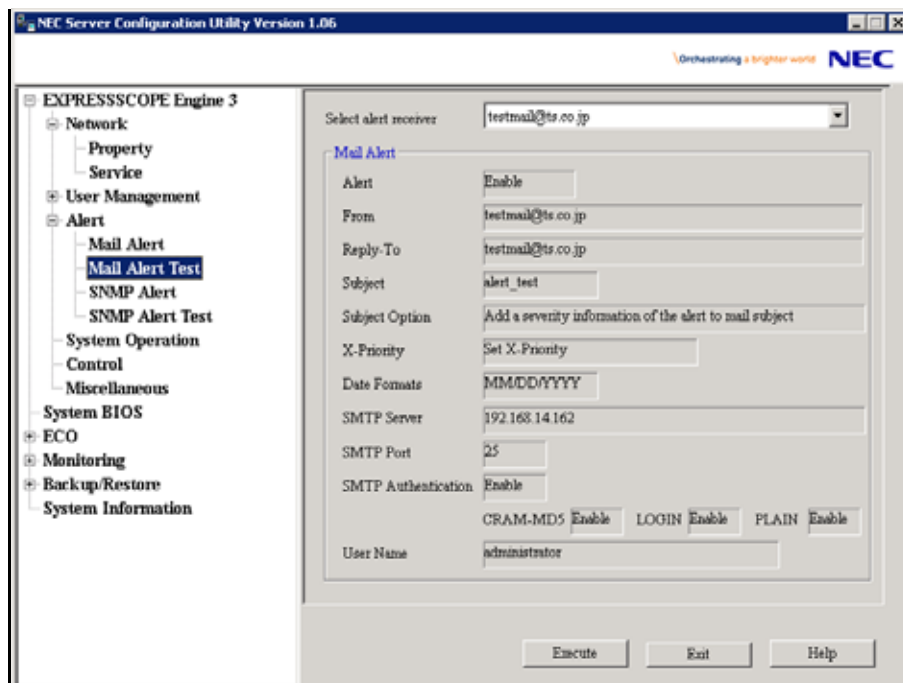 NEC Server Configuration Utility Version 1.06
\Orchestrating a brighter world NEC
EXPRESSSCOPE Engine 3
Network
Property
Service
User Management
Alert
Mail Alert
Mail Alert Test
SNMP Alert
SNMP Alert Test
System Operation
Control
Miscellaneous
System BIOS
ECO
Monitoring
Backup/Restore
System Information
Select alert receiver testmail@ts.co.jp
Mail Alert
Alert Enable
From testmail@ts.co.jp
Reply-To testmail@ts.co.jp
Subject alert_test
Subject Option Add a severity information of the alert to mail subject
X-Priority Set X-Priority
Date Formats MM/DD/YYYY
SMTP Server 192.168.14.162
SMTP Port 25
SMTP Authentication Enable
CRAM-MD5 Enable LOGIN Enable PLAIN Enable
User Name administrator
Execute Exit Help